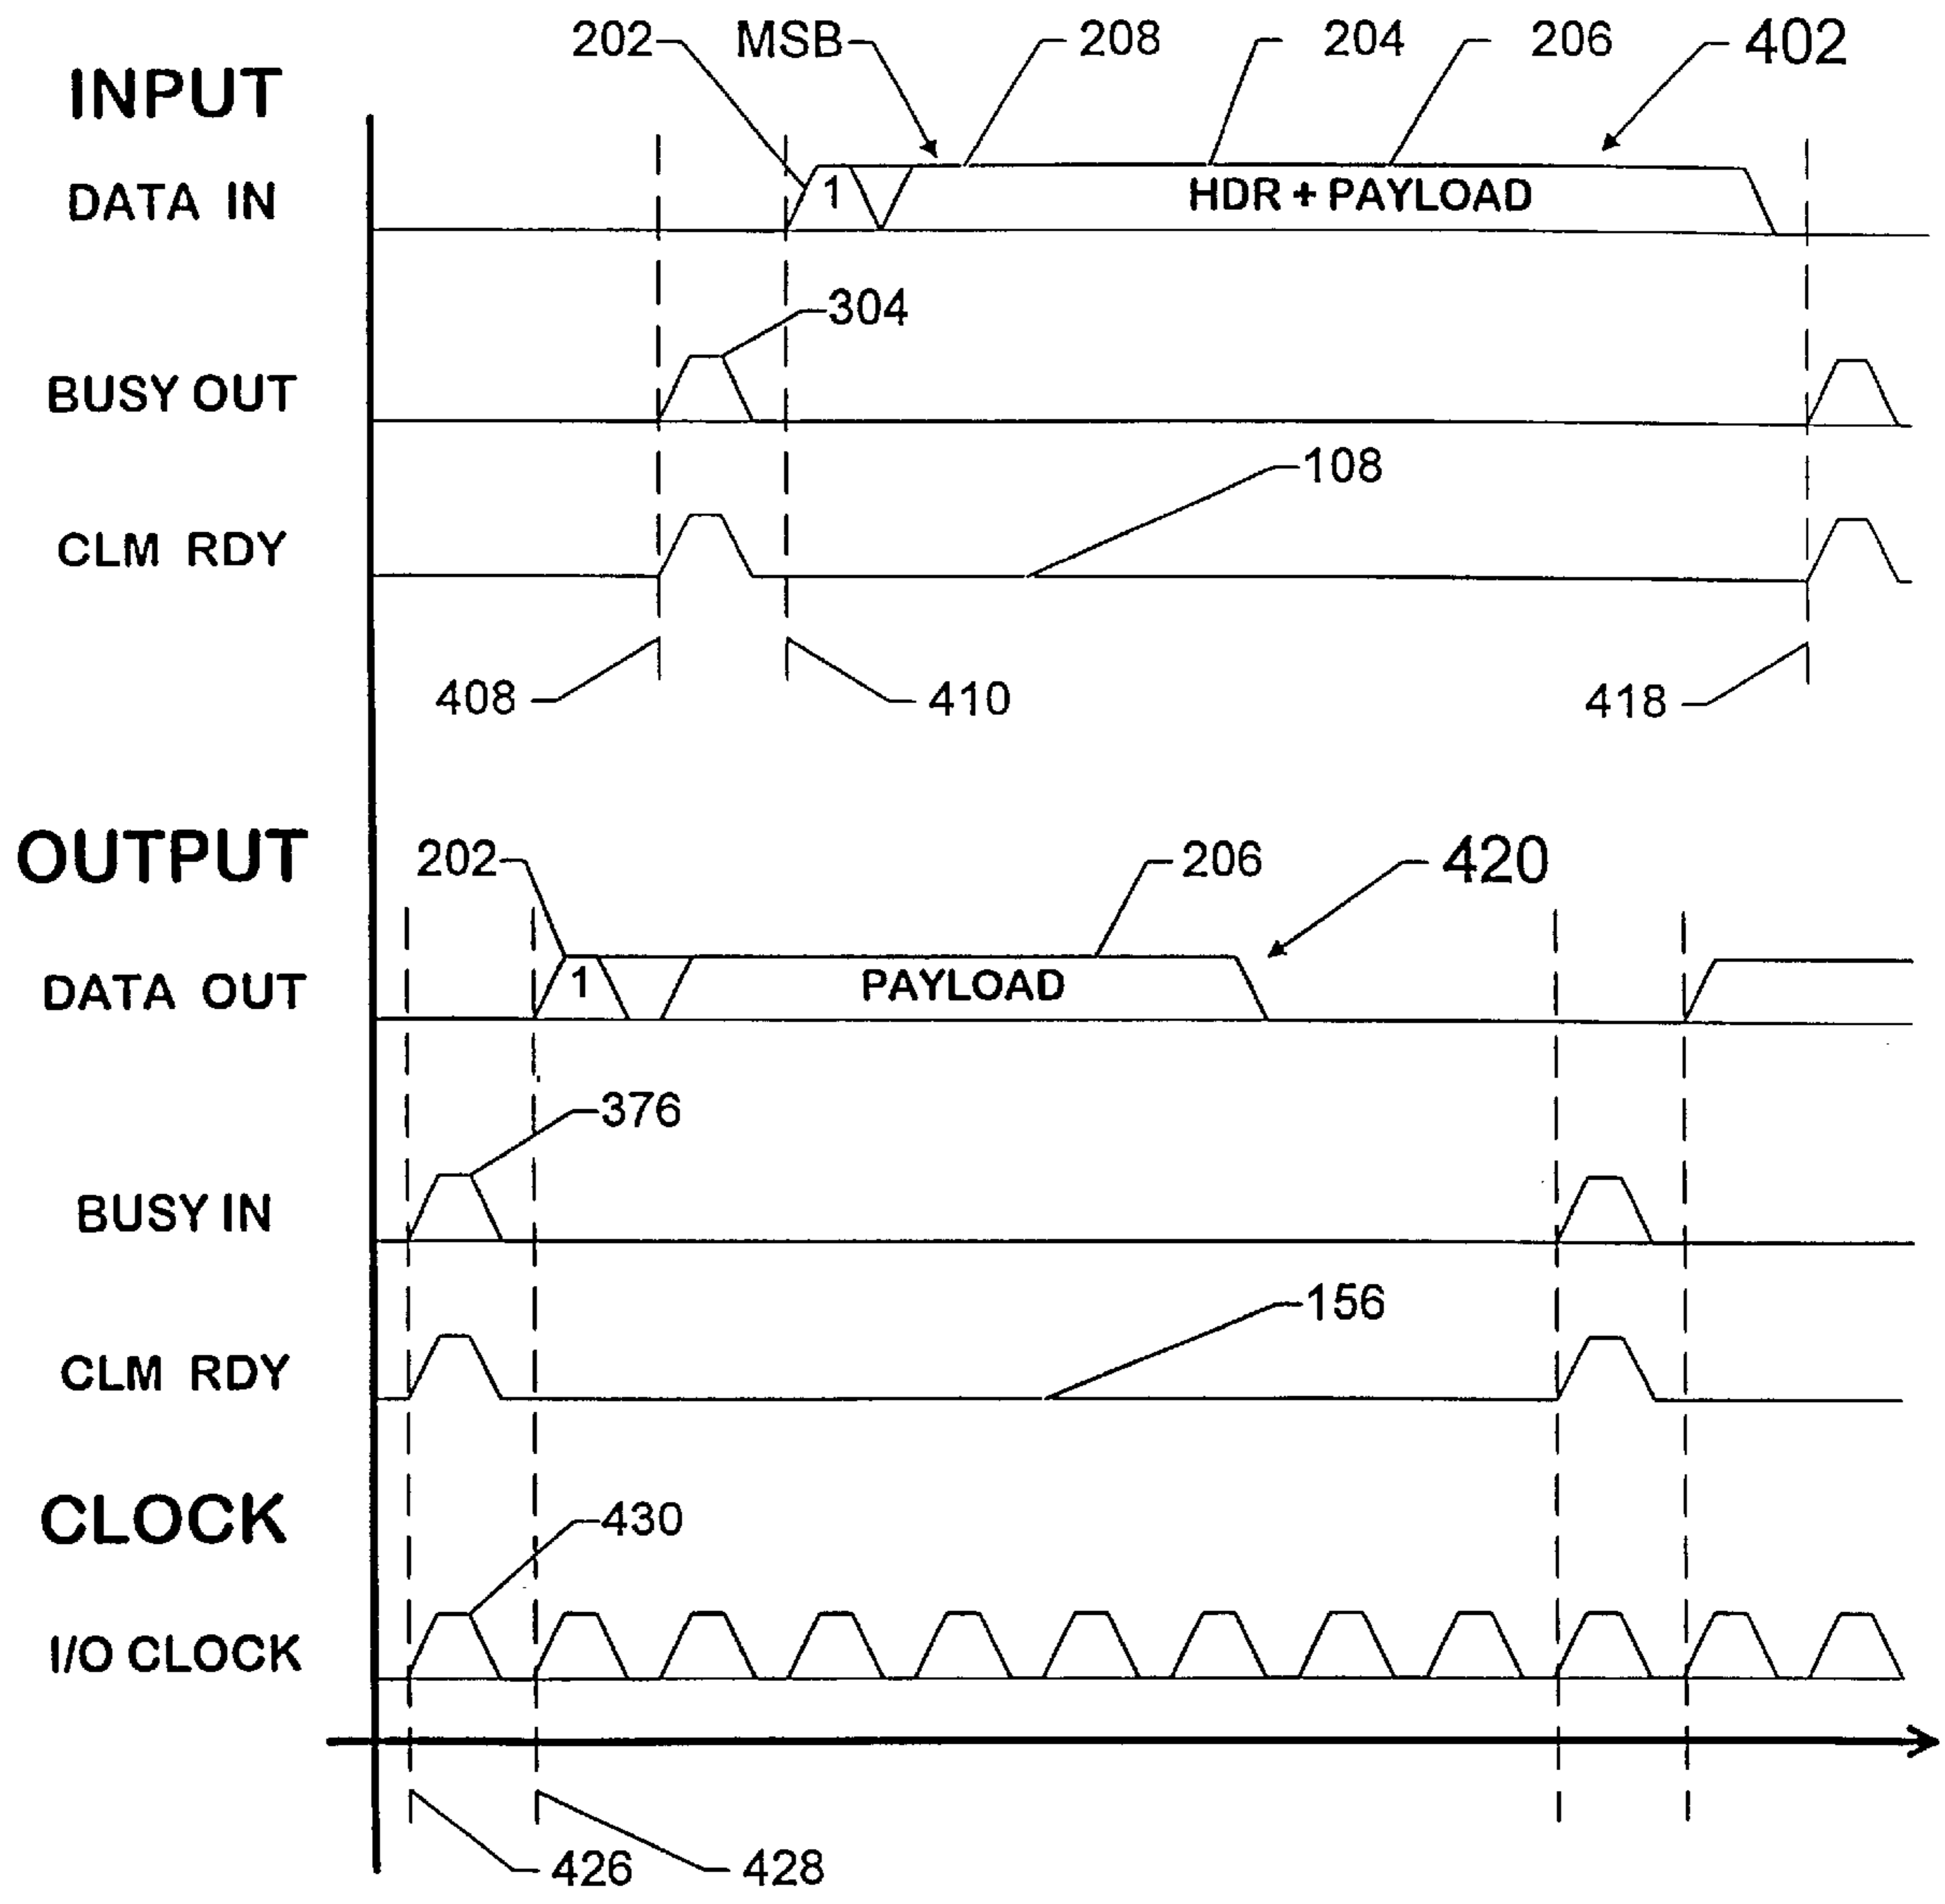 202 MSB 208 204 206 402
INPUT
DATA IN 1 HDR + PAYLOAD
304
BUSY OUT
108
CLM RDY
408 410 418
OUTPUT
202 206 420
DATA OUT 1 PAYLOAD
376
BUSY IN
156
CLM RDY
CLOCK
430
I/O CLOCK
426 428